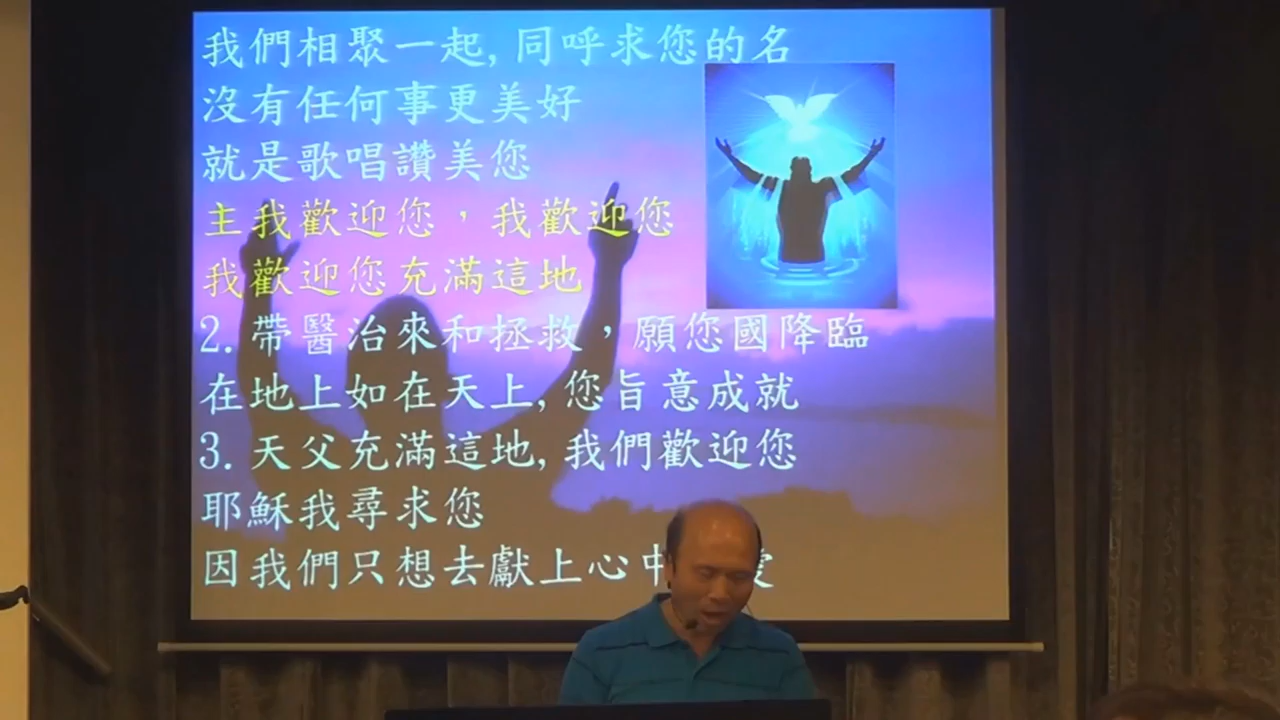 我們相聚一起, 同呼求您的名
沒有任何事更美好
就是歌唱讚美您
主我歡迎您，我歡迎您
我歡迎您充滿這地
2. 帶醫治來和拯救，願您國降臨
在地上如在天上, 您旨意成就
3. 天父充滿這地, 我們歡迎您
耶穌我尋求您
因我們只想去獻上心中